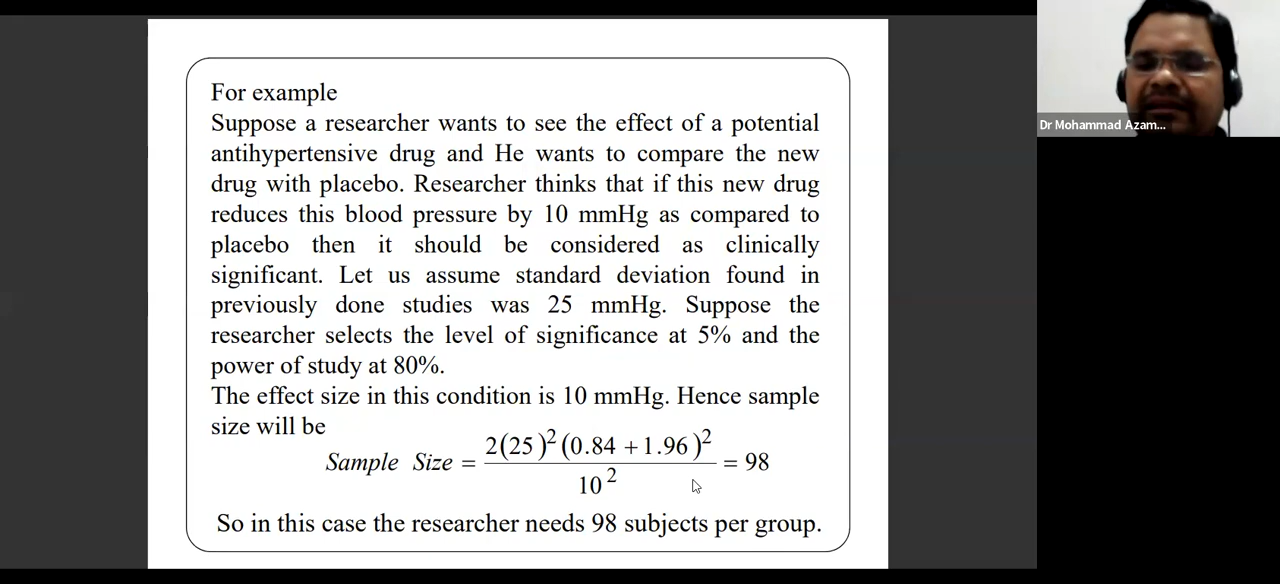 For example
Suppose a researcher wants to see the effect of a potential
antihypertensive drug and He wants to compare the new
drug with placebo. Researcher thinks that if this new drug
reduces this blood pressure by 10 mmHg as compared to
placebo then it should be considered as clinically
significant. Let us assume standard deviation found in
previously done studies was 25 mmHg. Suppose the
researcher selects the level of significance at 5% and the
power of study at 80%.
The effect size in this condition is 10 mmHg. Hence sample
size will be
Sample Size = 2(25)²(0.84 + 1.96)² / 10² = 98
So in this case the researcher needs 98 subjects per group.
Dr Mohammad Azam...